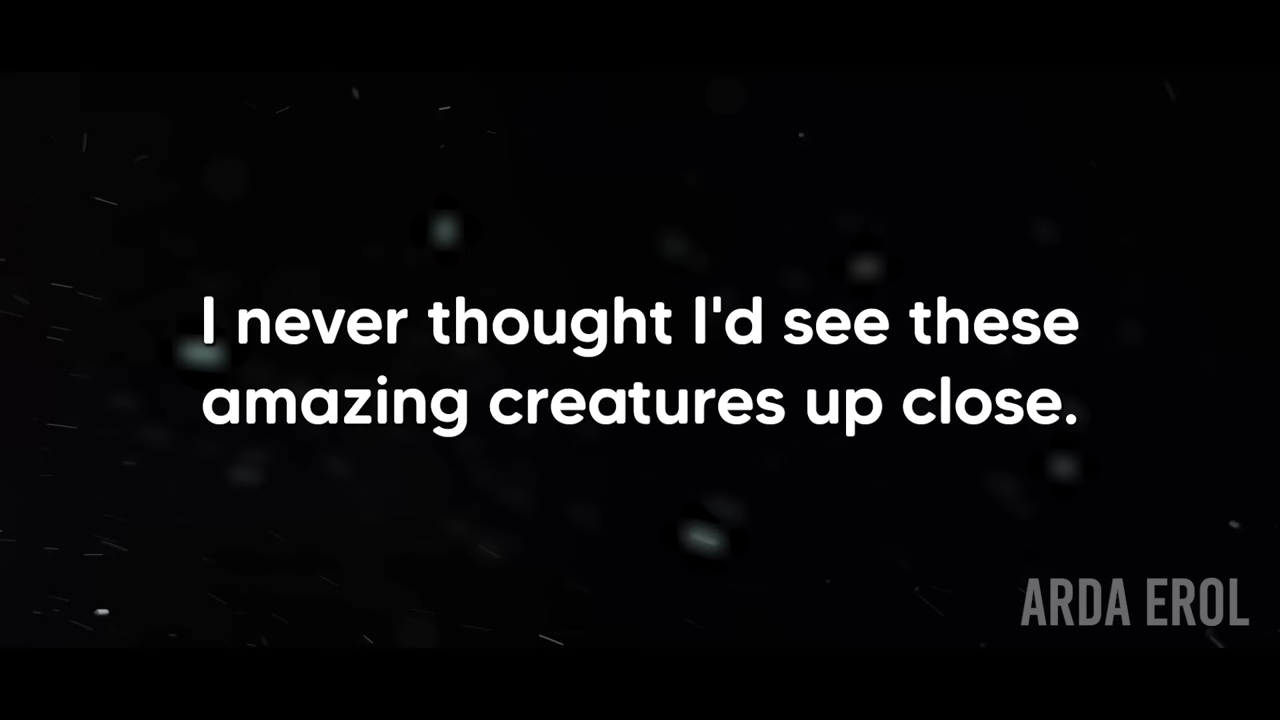 I never thought I'd see these
amazing creatures up close.
ARDA EROL